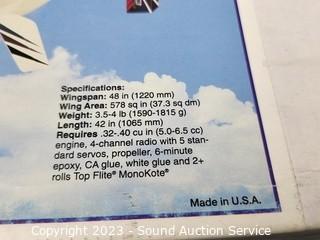 Specifications:
Wingspan: 48 in (1220 mm)
Wing Area: 578 sq in (37.3 sq dm)
Weight: 3.5-4 lb (1590-1815 g)
Length: 42 in (1065 mm)
Requires .32-.40 cu in (5.0-6.5 cc)
engine, 4-channel radio with 5 stan-
dard servos, propeller, 6-minute
epoxy, CA glue, white glue and 2+
rolls Top Flite® MonoKote®.
Made in U.S.A.
Copyright 2023 - Sound Auction Service